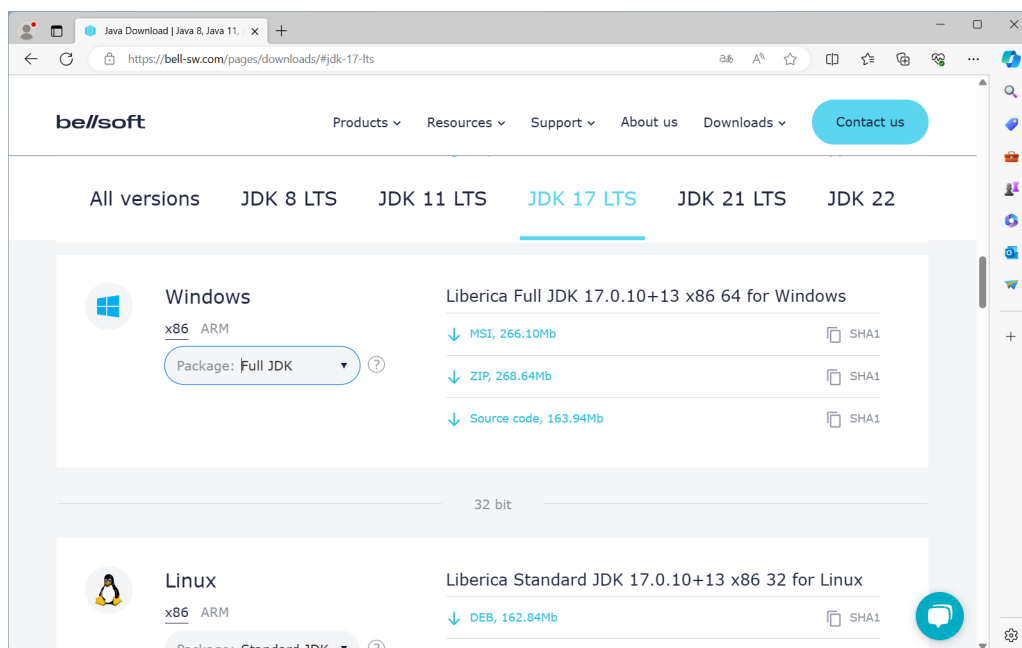 Java Download | Java 8, Java 11,
https://bell-sw.com/pages/downloads/#jdk-17-lts
bellsoft
Products
Resources
Support
About us
Downloads
Contact us
All versions
JDK 8 LTS
JDK 11 LTS
JDK 17 LTS
JDK 21 LTS
JDK 22
Windows
x86 ARM
Package: Full JDK
?
Liberica Full JDK 17.0.10+13 x86 64 for Windows
MSI, 266.10Mb
SHA1
ZIP, 268.64Mb
SHA1
Source code, 163.94Mb
SHA1
32 bit
Linux
x86 ARM
Package: Standard JDK
?
Liberica Standard JDK 17.0.10+13 x86 32 for Linux
DEB, 162.84Mb
SHA1